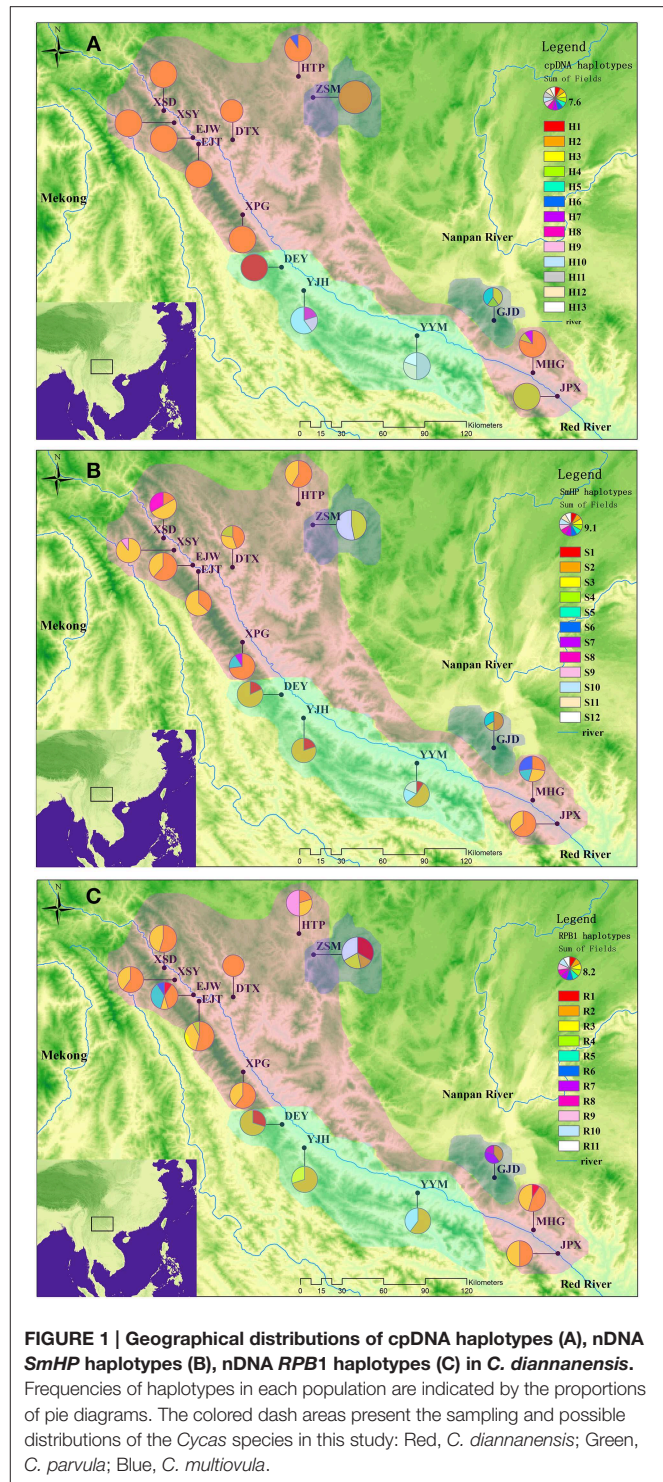 A
N
HTP
ZSM
XSD
XSY
EJW
EJT
DTX
XPG
DEY
YJH
YYM
GJD
MHG
JPX
Mekong
Nanpan River
Red River
Kilometers
0 15 30 60 90 120
Legend
cpDNA haplotypes
Sum of Fields
7.6
H1
H2
H3
H4
H5
H6
H7
H8
H9
H10
H11
H12
H13
river
B
N
HTP
ZSM
XSD
XSY
EJW
EJT
DTX
XPG
DEY
YJH
YYM
GJD
MHG
JPX
Mekong
Nanpan River
Red River
Kilometers
0 15 30 60 90 120
Legend
SmHP haplotypes
Sum of Fields
9.1
S1
S2
S3
S4
S5
S6
S7
S8
S9
S10
S11
S12
river
C
N
HTP
ZSM
XSD
XSY
EJW
EJT
DTX
XPG
DEY
YJH
YYM
GJD
MHG
JPX
Mekong
Nanpan River
Red River
Kilometers
0 15 30 60 90 120
Legend
RPB1 haplotypes
Sum of Fields
8.2
R1
R2
R3
R4
R5
R6
R7
R8
R9
R10
R11
river
FIGURE 1 | Geographical distributions of cpDNA haplotypes (A), nDNA
SmHP haplotypes (B), nDNA RPB1 haplotypes (C) in C. diannanensis.
Frequencies of haplotypes in each population are indicated by the proportions
of pie diagrams. The colored dash areas present the sampling and possible
distributions of the Cycas species in this study: Red, C. diannanensis; Green,
C. parvula; Blue, C. multiovula.